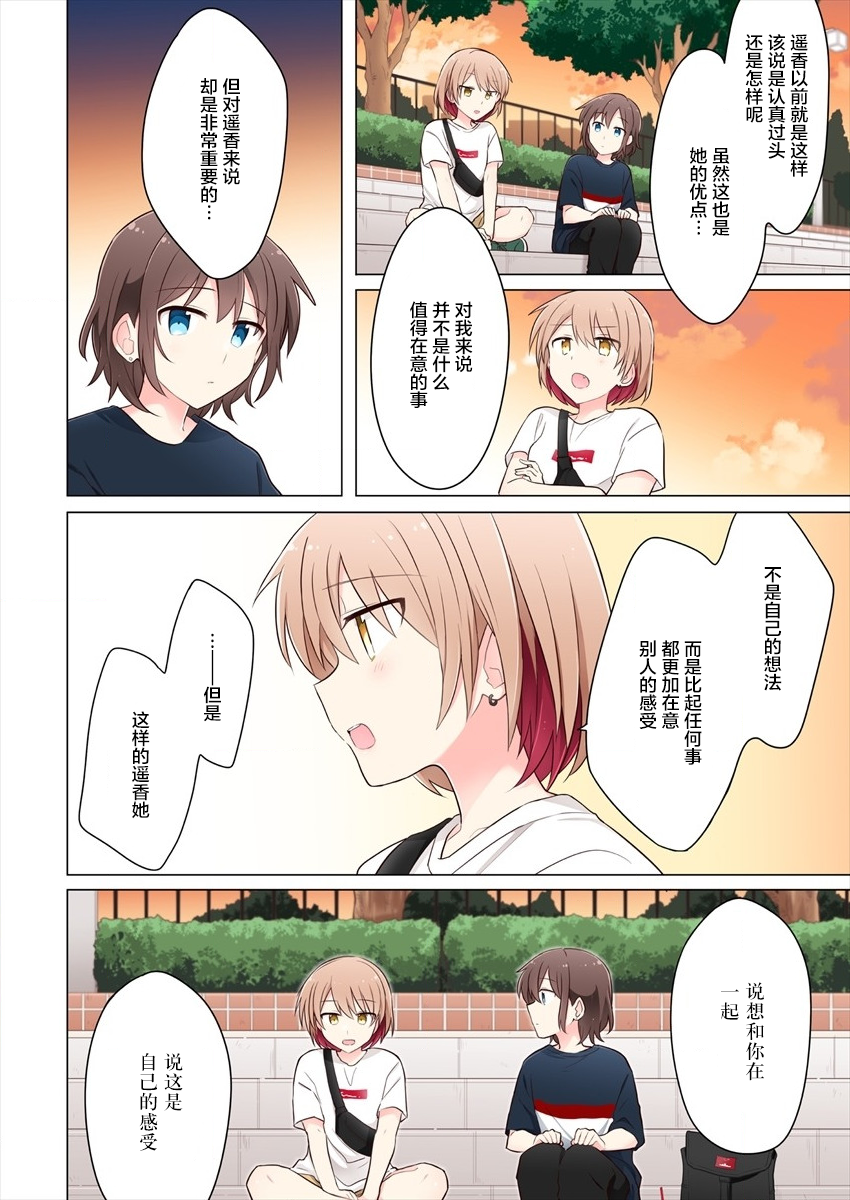 遥香以前就是这样
该说是认真过头
还是怎样呢
虽然这也是
她的优点…
对我来说
并不是什么
值得在意的事
但对遥香来说
却是非常重要的…
不是自己的想法
而是比起任何事
都更加在意
别人的感受
……——但是
这样的遥香她
说想和你在
一起
说这是
自己的感受